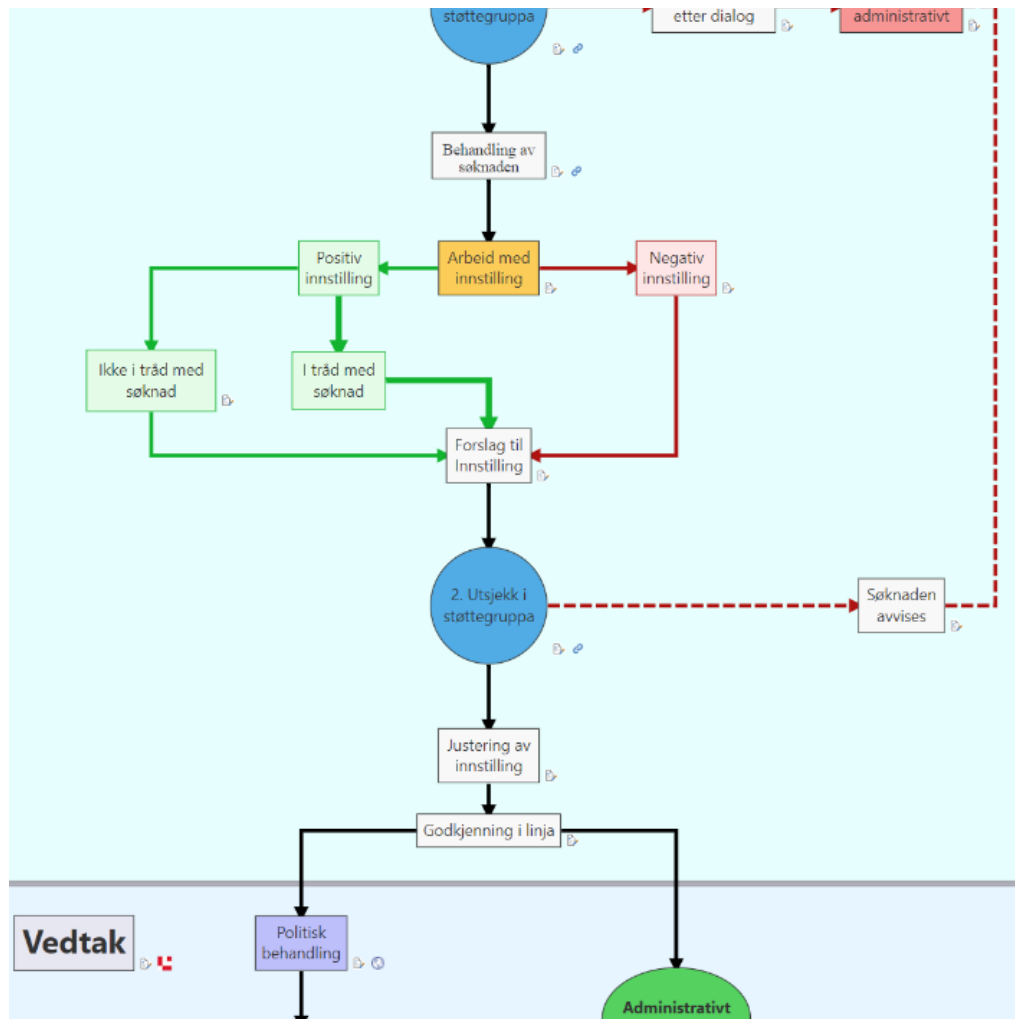 støttegruppa
etter dialog
administrativt
Behandling av
søknaden
Positiv
innstilling
Arbeid med
innstilling
Negativ
innstilling
Ikke i tråd med
søknad
I tråd med
søknad
Forslag til
Innstilling
2. Utsjekk i
støttegruppa
Søknaden
avvises
Justering av
innstilling
Godkjenning i linja
Vedtak
Politisk
behandling
Administrativt